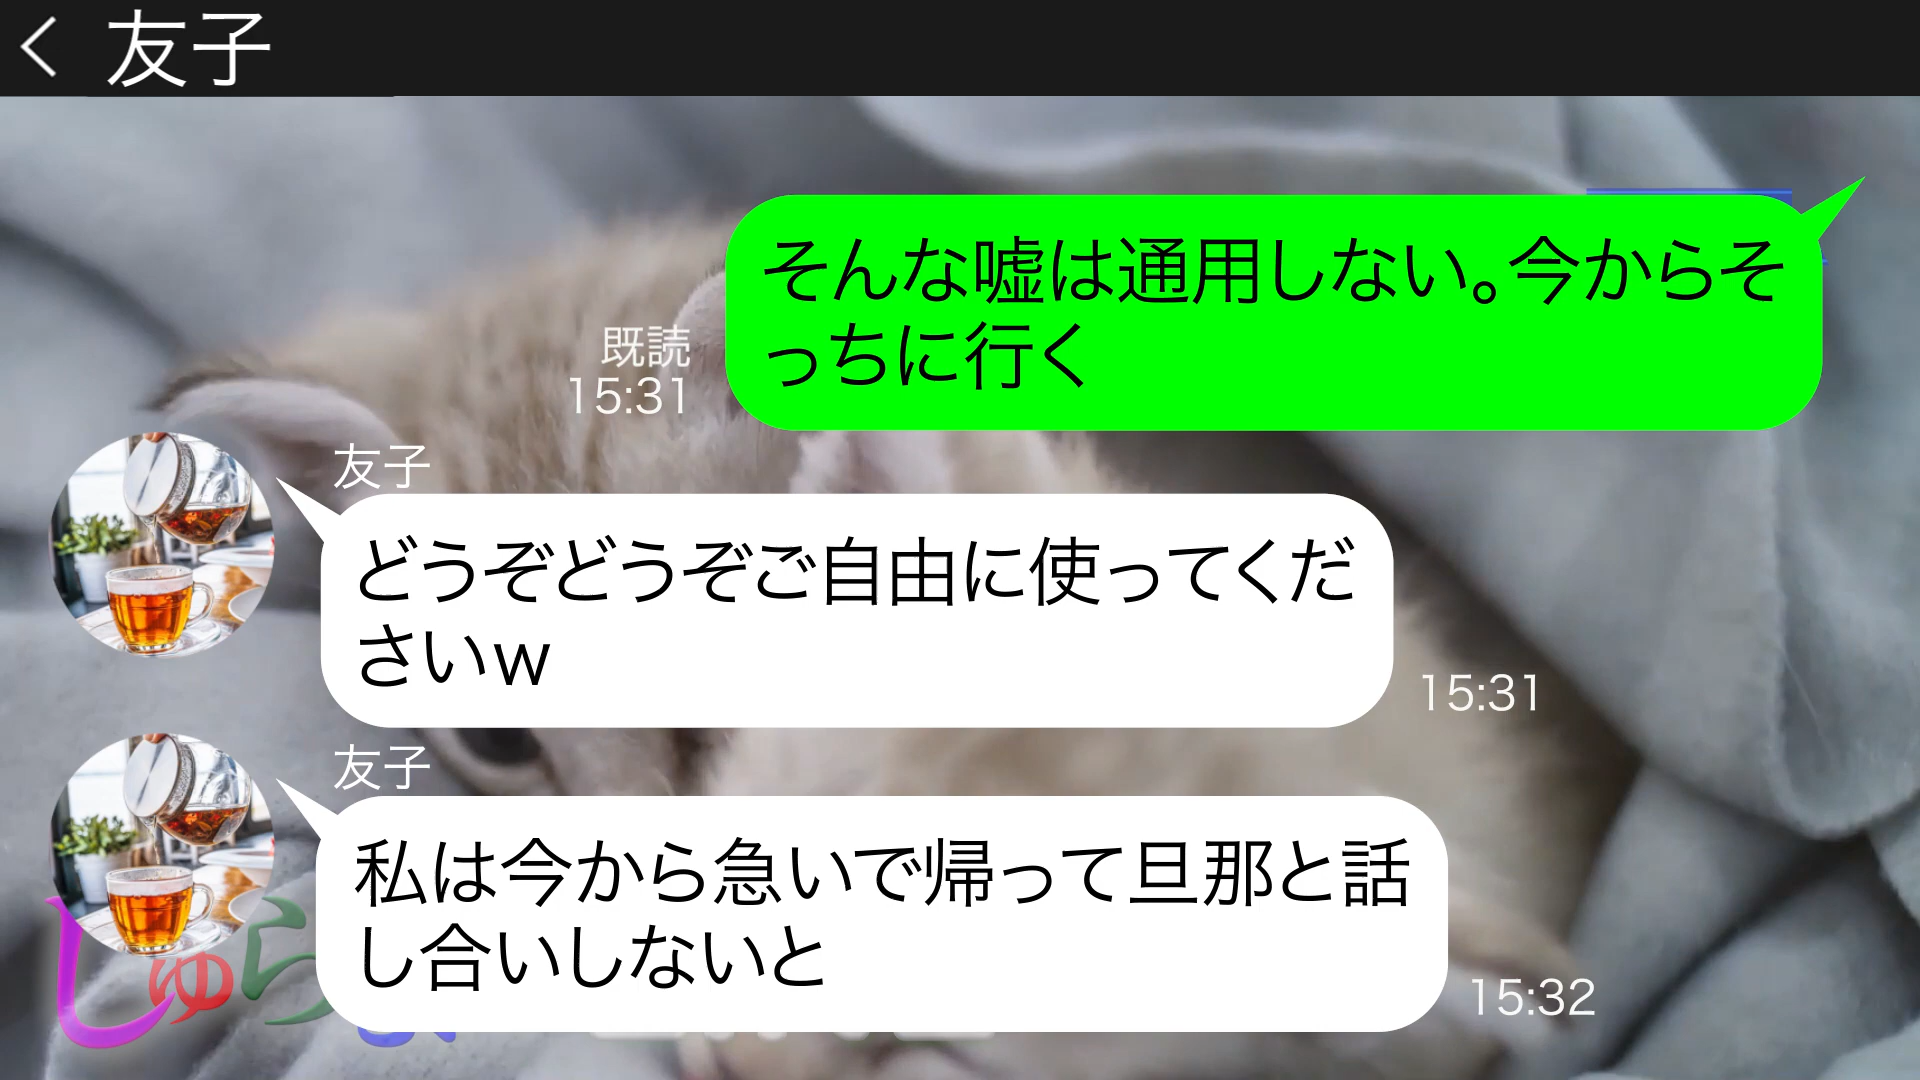 友子
そんな嘘は通用しない。今からそ
っちに行く
既読
15:31
友子
どうぞどうぞご自由に使ってくだ
さいw
15:31
友子
私は今から急いで帰って旦那と話
し合いしないと
15:32
しゅら